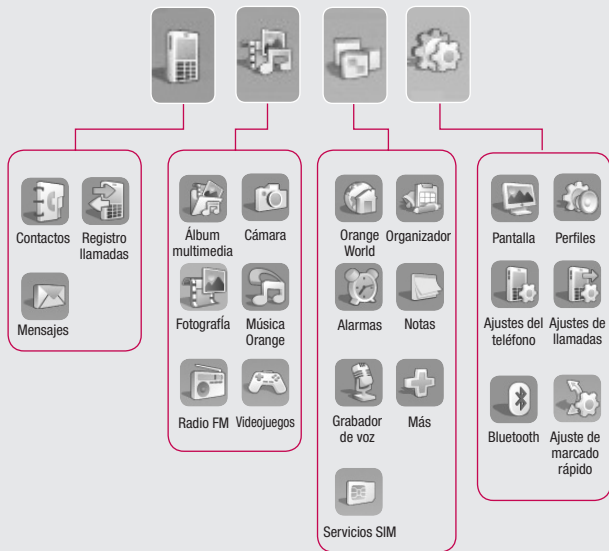 Contactos
Registro
llamadas
Mensajes
Álbum
multimedia
Cámara
Fotografía
Música
Orange
Radio FM
Videojuegos
Orange
World
Organizador
Alarmas
Notas
Grabador
de voz
Más
Servicios SIM
Pantalla
Perfiles
Ajustes del
teléfono
Ajustes de
llamadas
Bluetooth
Ajuste de
marcado
rápido